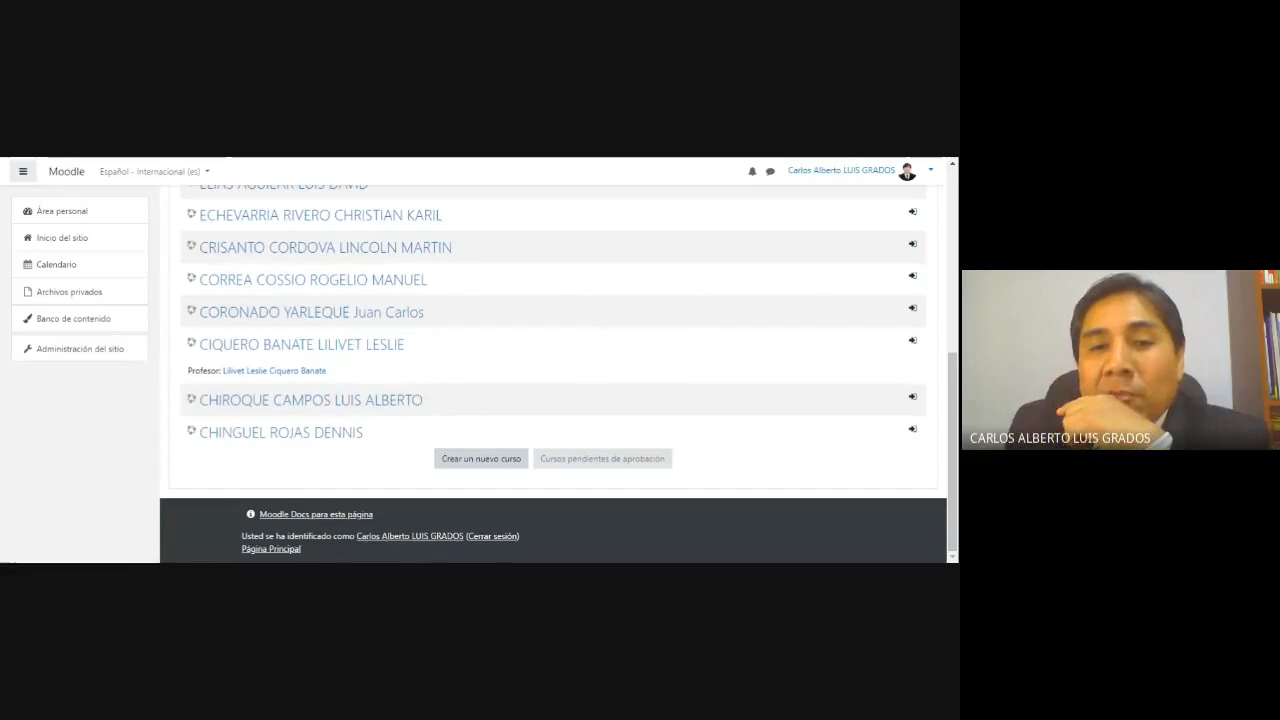 Moodle
Español - Internacional (es)
Carlos Alberto LUIS GRADOS
Área personal
Inicio del sitio
Calendario
Archivos privados
Banco de contenido
Administración del sitio
ELIAS AGUILAR LUIS DAVID
ECHEVARRIA RIVERO CHRISTIAN KARIL
CRISANTO CORDOVA LINCOLN MARTIN
CORREA COSSIO ROGELIO MANUEL
CORONADO YARLEQUE Juan Carlos
CIQUERO BANATE LILIVET LESLIE
Profesor: Lilivet Leslie Ciquero Banate
CHIROQUE CAMPOS LUIS ALBERTO
CHINGUEL ROJAS DENNIS
Crear un nuevo curso
Cursos pendientes de aprobación
Moodle Docs para esta página
Usted se ha identificado como Carlos Alberto LUIS GRADOS (Cerrar sesión)
Página Principal
CARLOS ALBERTO LUIS GRADOS